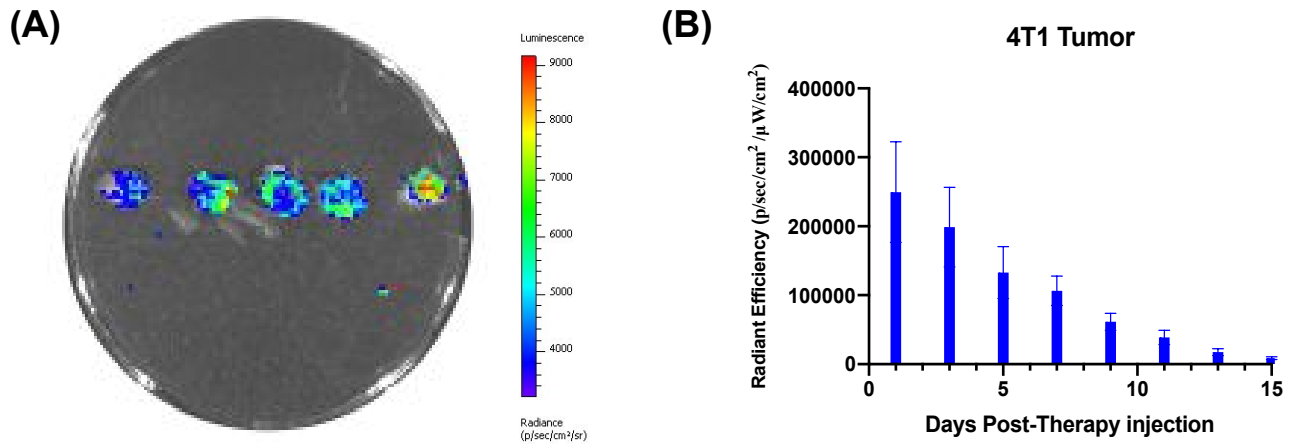 (A)
Luminescence
9000
8000
7000
6000
5000
4000
Radiance
(p/sec/cm²/sr)
(B)
4T1 Tumor
Radiant Efficiency (p/sec/cm² /µW/cm²)
400000
300000
200000
100000
0
0 5 10 15
Days Post-Therapy injection